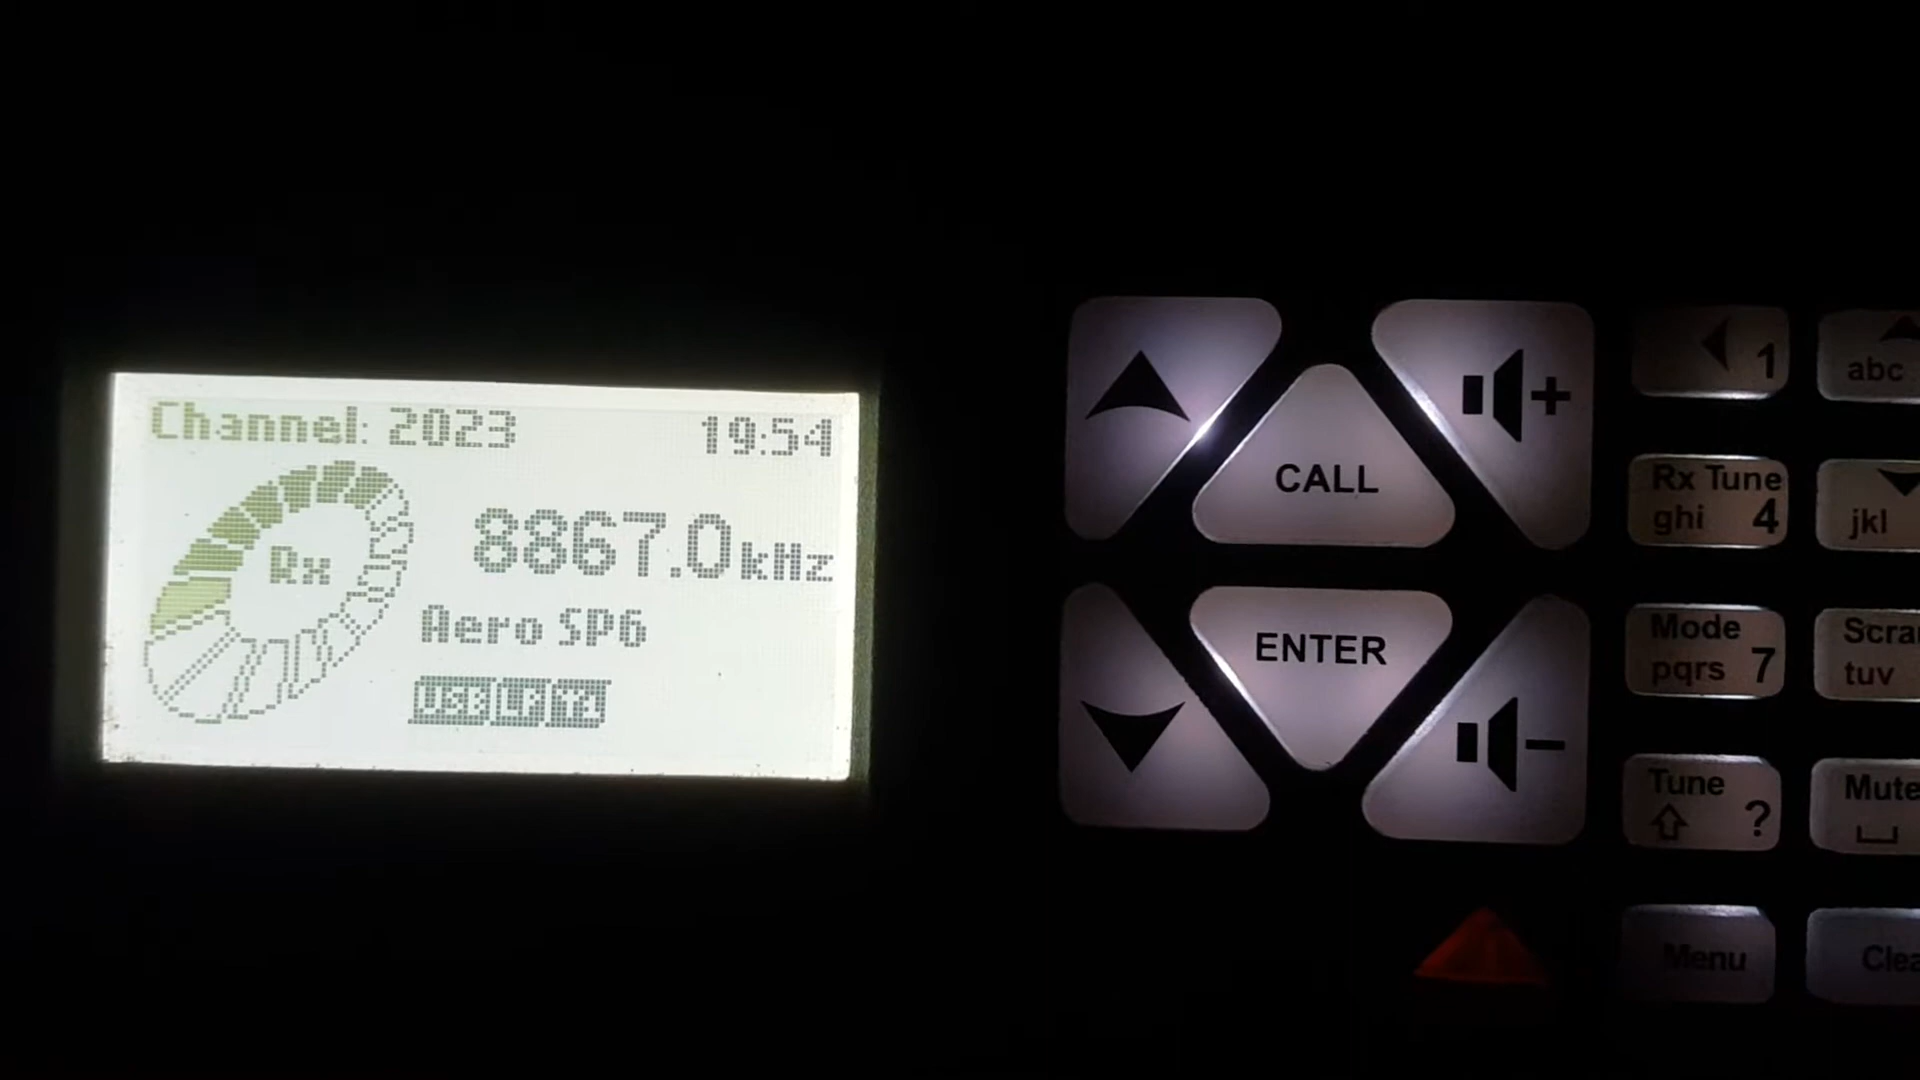 Channel: 2023 19:54
Rx
8867.0kHz
Aero SP6
USB LP
CALL
ENTER
+
-
1
abc
Rx Tune
ghi 4
jkl
Mode
pqrs 7
tuv
Tune
?
Mute
Menu